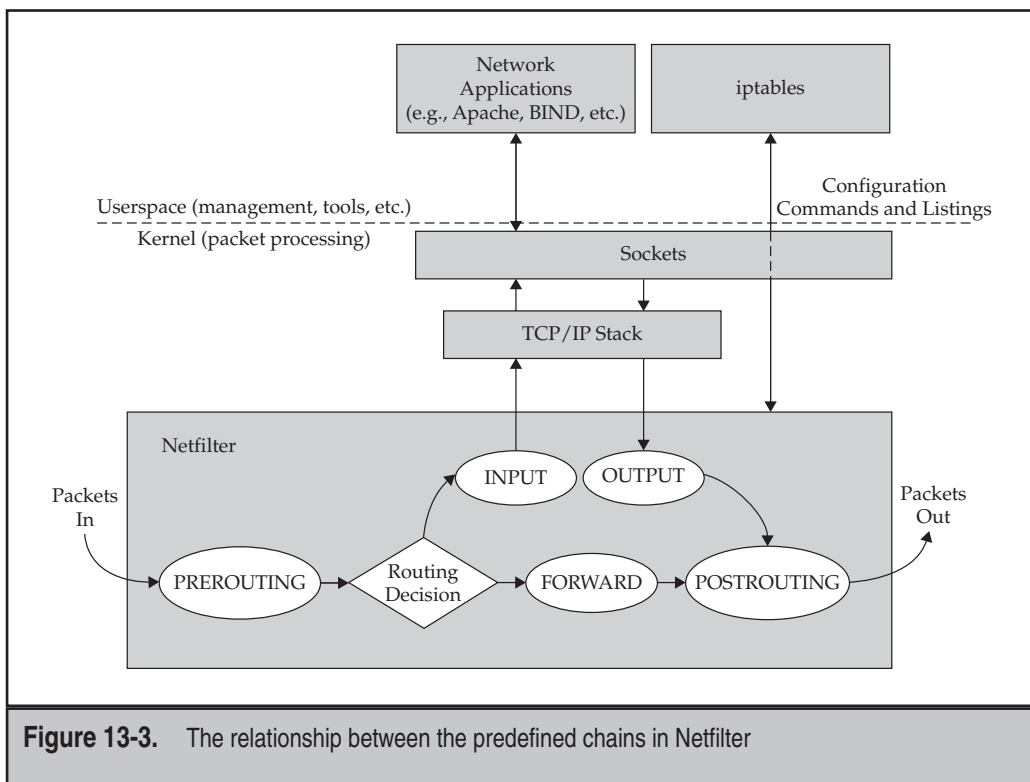 Network
Applications
(e.g., Apache, BIND, etc.)
iptables
Userspace (management, tools, etc.)
Configuration
Commands and Listings
Kernel (packet processing)
Sockets
TCP/IP Stack
Netfilter
Packets
In
INPUT
OUTPUT
Packets
Out
PREROUTING
Routing
Decision
FORWARD
POSTROUTING
Figure 13-3. The relationship between the predefined chains in Netfilter